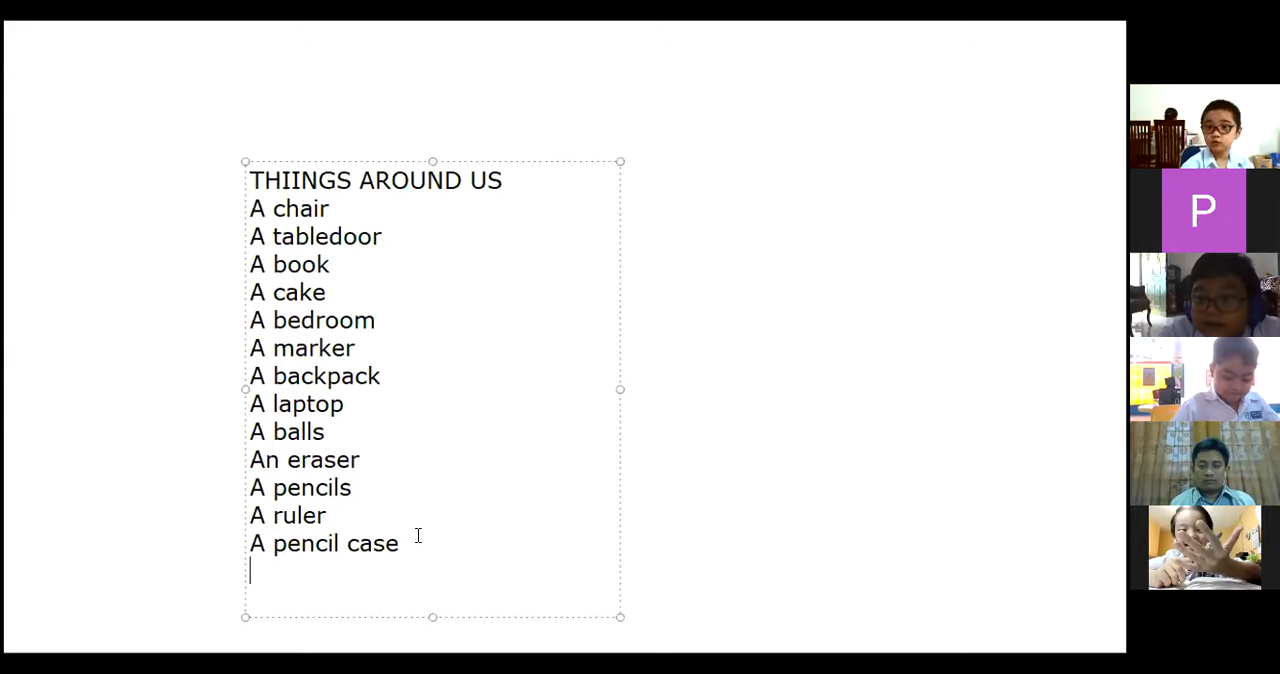 THIINGS AROUND US
A chair
A tabledoor
A book
A cake
A bedroom
A marker
A backpack
A laptop
A balls
An eraser
A pencils
A ruler
A pencil case
P